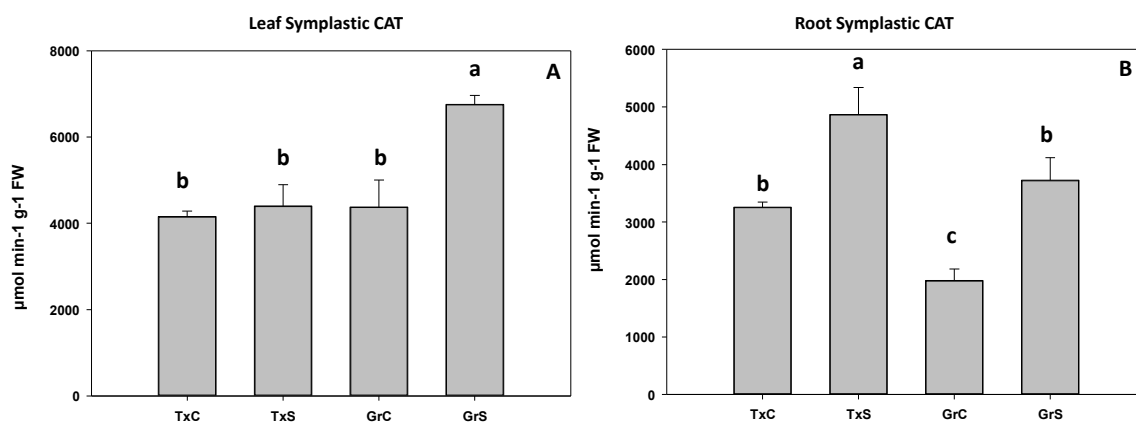 Leaf Symplastic CAT
A
8000
6000
4000
2000
0
µmol min-1 g-1 FW
b
b
b
a
TxC TxS GrC GrS
Root Symplastic CAT
B
6000
5000
4000
3000
2000
1000
0
µmol min-1 g-1 FW
b
a
c
b
TxC TxS GrC GrS